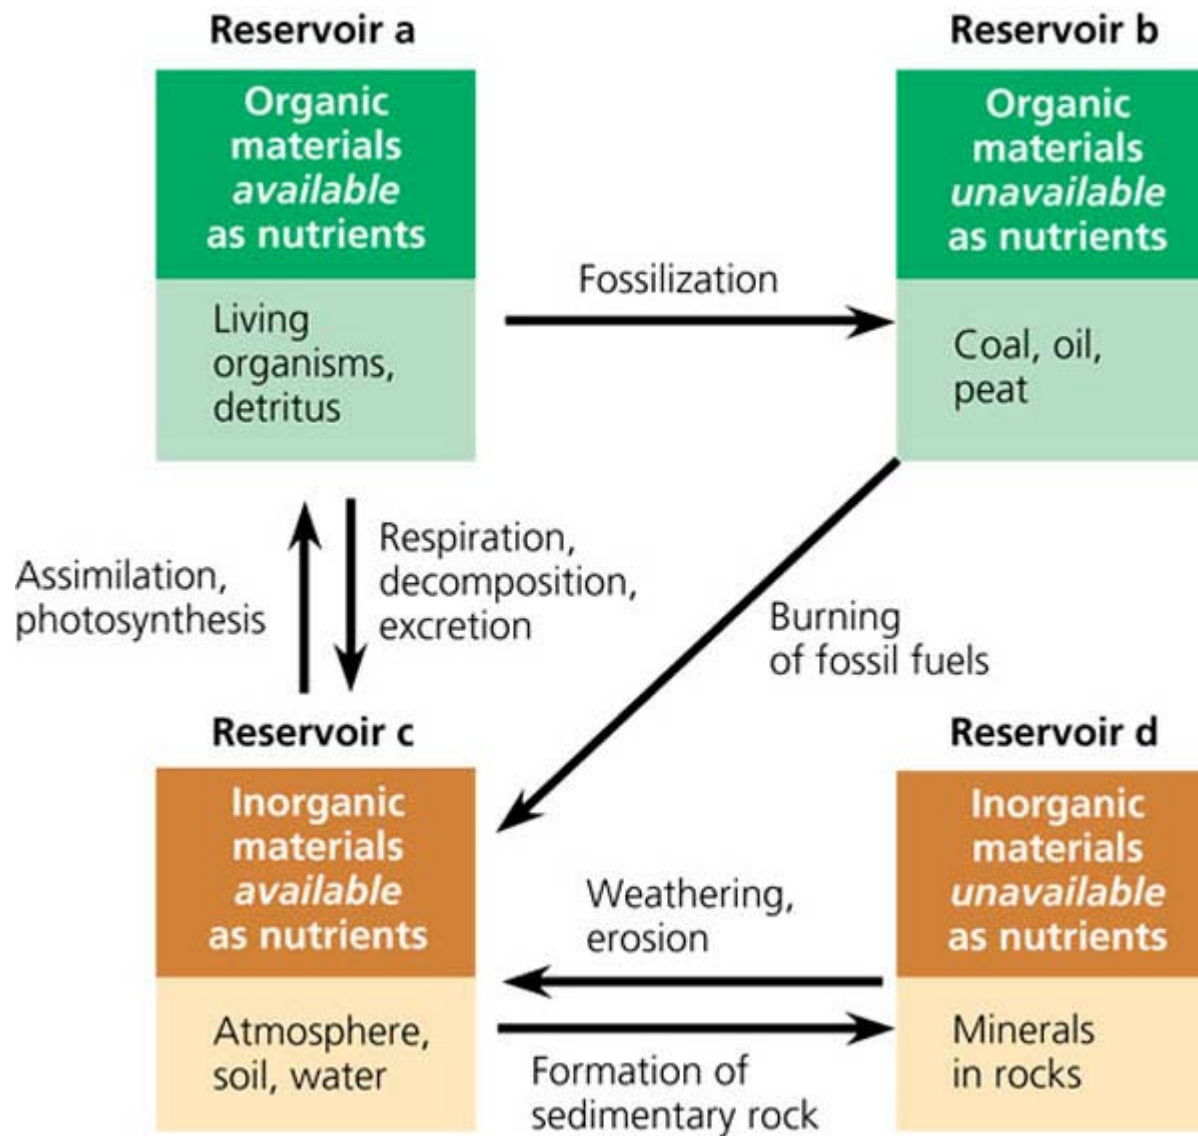 Reservoir a
Organic
materials
available
as nutrients
Living
organisms,
detritus
Fossilization
Reservoir b
Organic
materials
unavailable
as nutrients
Coal, oil,
peat
Assimilation,
photosynthesis
Respiration,
decomposition,
excretion
Burning
of fossil fuels
Reservoir c
Inorganic
materials
available
as nutrients
Atmosphere,
soil, water
Weathering,
erosion
Formation of
sedimentary rock
Reservoir d
Inorganic
materials
unavailable
as nutrients
Minerals
in rocks